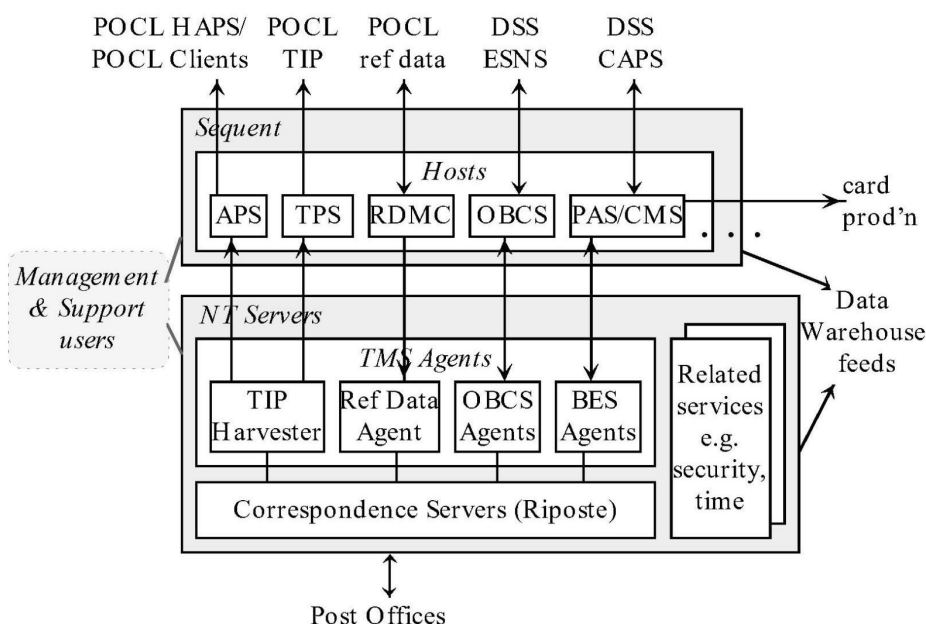 POCL HAPS/
POCL Clients
POCL
TIP
POCL
ref data
DSS
ESNS
DSS
CAPS
Sequent
Hosts
APS
TPS
RDMC
OBCS
PAS/CMS
card
prod'n
. . .
Management
& Support
users
NT Servers
TMS Agents
TIP
Harvester
Ref Data
Agent
OBCS
Agents
BES
Agents
Related
services
e.g.
security,
time
Data
Warehouse
feeds
Correspondence Servers (Riposte)
Post Offices